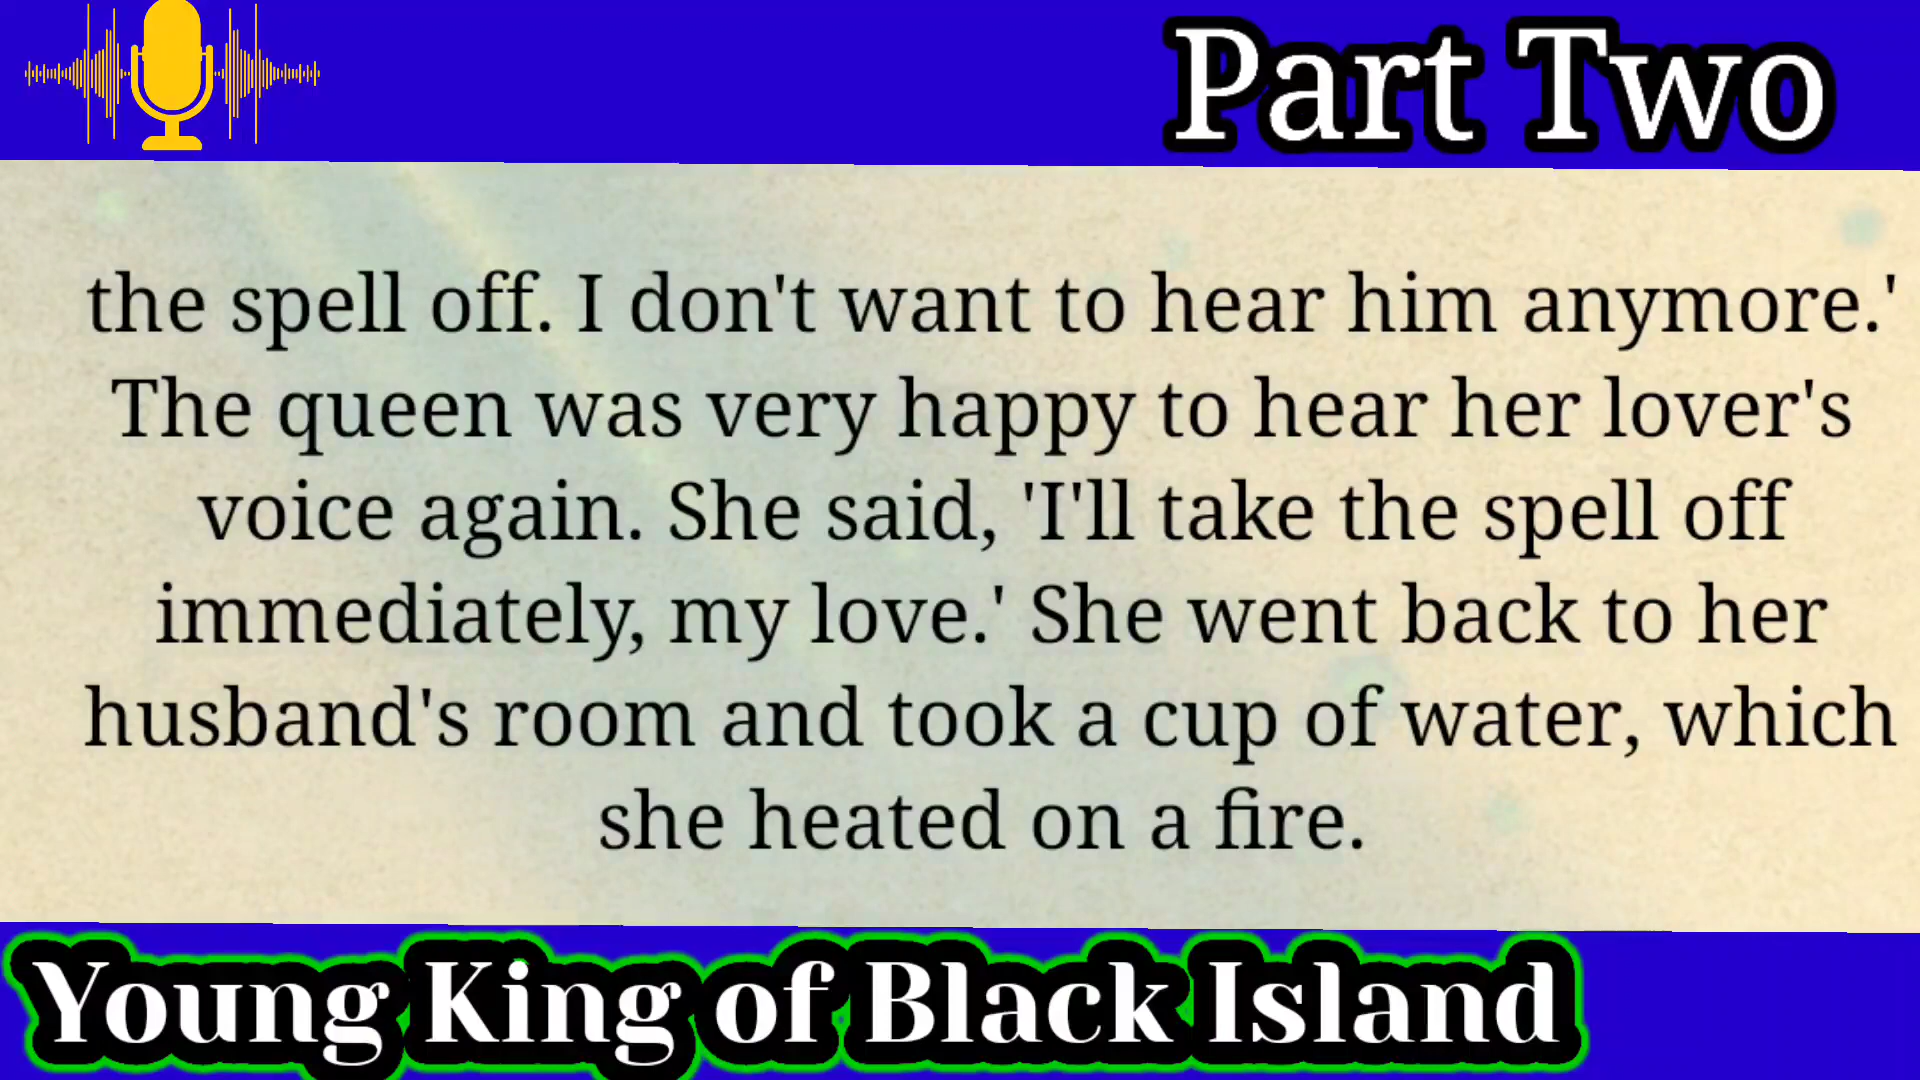 Part Two
the spell off. I don't want to hear him anymore.'
The queen was very happy to hear her lover's
voice again. She said, 'I'll take the spell off
immediately, my love.' She went back to her
husband's room and took a cup of water, which
she heated on a fire.
Young King of Black Island